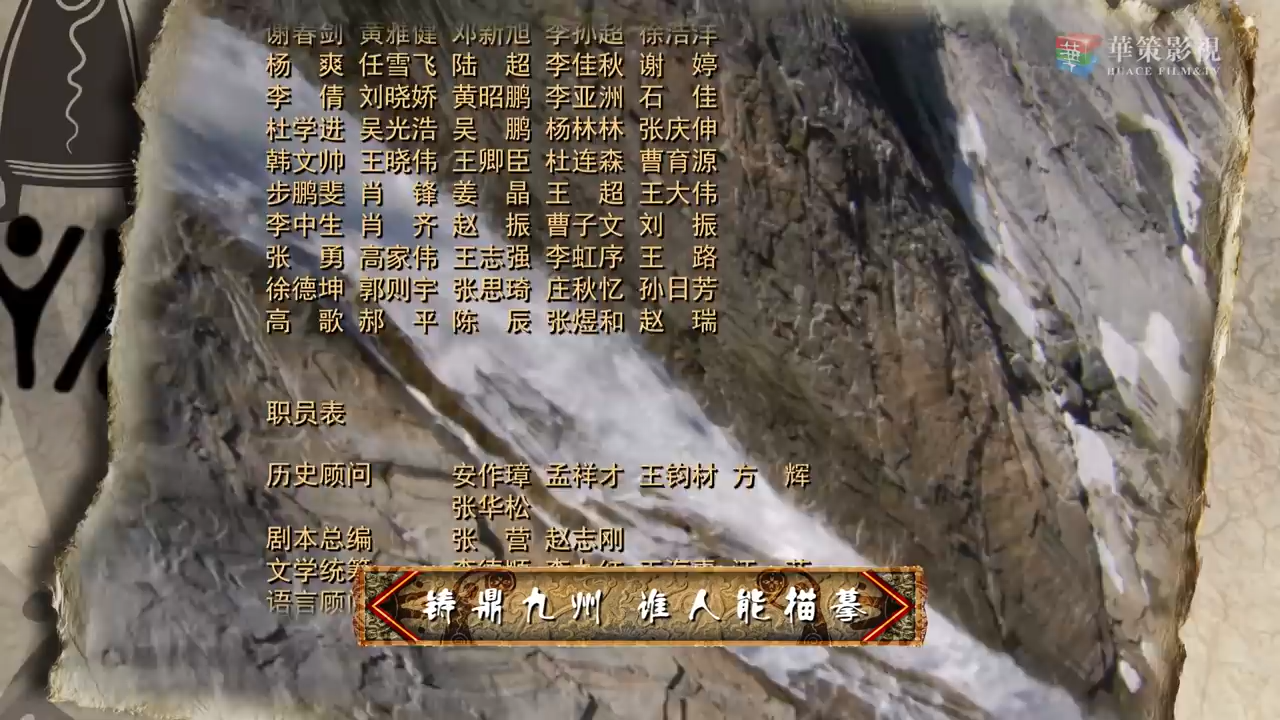 谢春剑 黄雅健 邓新旭 李孙超 徐浩洋
華策影視
HUACE FILM&TV
杨　爽 任雪飞 陆　超 李佳秋 谢　婷
李　倩 刘晓娇 黄昭鹏 李亚洲 石　佳
杜学进 吴光浩 吴　鹏 杨林林 张庆伸
韩文帅 王晓伟 王卿臣 杜连森 曹育源
步鹏斐 肖　锋 姜　晶 王　超 王大伟
李中生 肖　齐 赵　振 曹子文 刘　振
张　勇 高家伟 王志强 李虹序 王　路
徐德坤 郭则宇 张思琦 庄秋忆 孙日芳
高　歌 郝　平 陈　辰 张煜和 赵　瑞
职员表
历史顾问 安作璋 孟祥才 王钧材 方　辉
张华松
剧本总编 张　营 赵志刚
文学统筹
语言顾
铸鼎九州 谁人能描摹